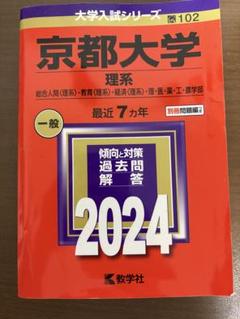 大学入試シリーズ
102
京都大学
理系
総合人間〈理系〉・教育〈理系〉・経済〈理系〉・理・医・薬・工・農学部
一般
最近7カ年
別冊問題編
傾向と対策
過去問
解答
2024
教学社